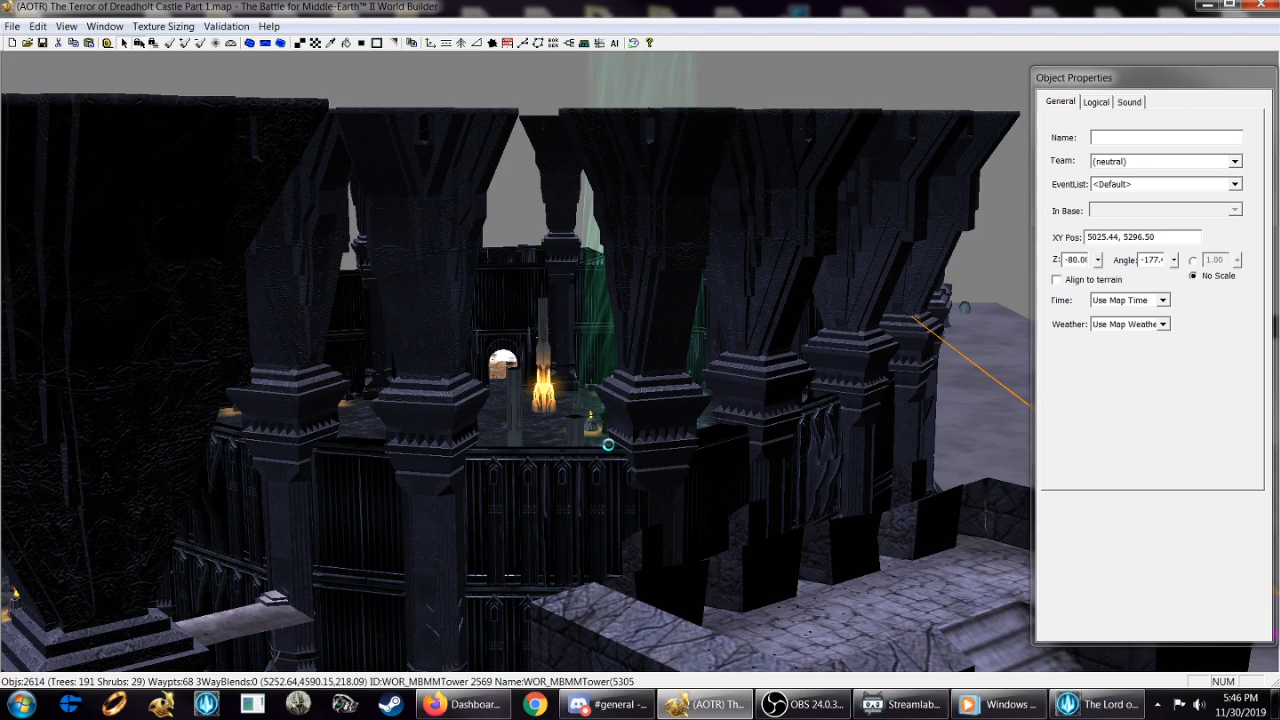 (AOTR) The Terror of Dreadholt Castle Part 1.map - The Battle for Middle-Earth™ II World Builder
File Edit View Window Texture Sizing Validation Help
AI
Object Properties
General Logical Sound
Name:
Team: (neutral)
EventList: <Default>
In Base:
XY Pos: 5025.44, 5296.50
Z: -80.00 Angle: -177. 1.00
No Scale
Align to terrain
Time: Use Map Time
Weather: Use Map Weathe
Objs:2614 (Trees: 191 Shrubs: 29) Waypts:68 3WayBlends:0 (5252.64,4590.15,218.09) ID:WOR_MBMMTower 2569 Name:WOR_MBMMTower(5305
NUM
Dashboar... #general -... (AOTR) Th... OBS 24.0.3... Streamlab... Windows ... The Lord o...
5:46 PM
11/30/2019